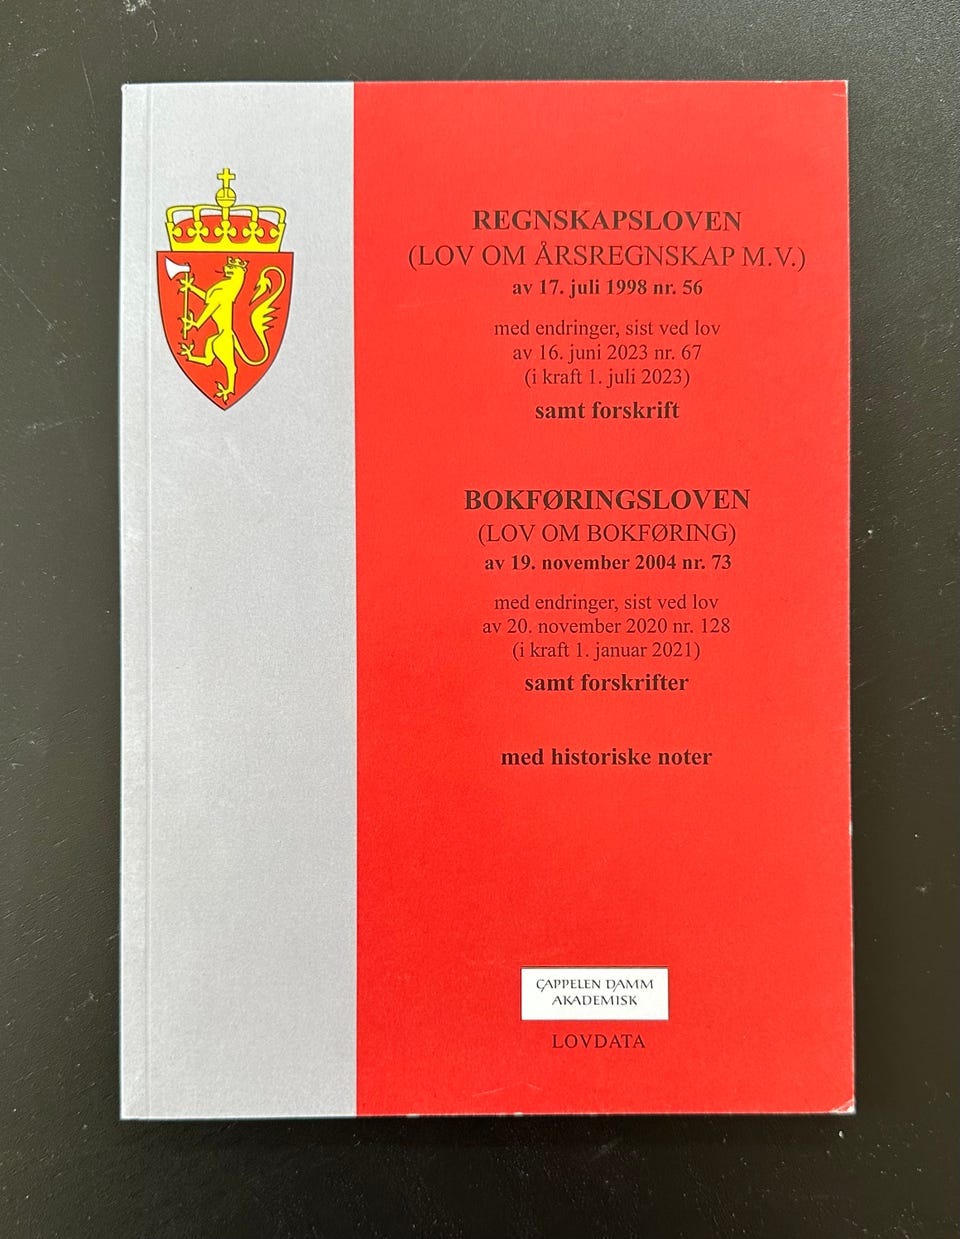 REGNSKAPSLOVEN
(LOV OM ÅRSREGNSKAP M.V.)
av 17. juli 1998 nr. 56
med endringer, sist ved lov
av 16. juni 2023 nr. 67
(i kraft 1. juli 2023)
samt forskrift
BOKFØRINGSLOVEN
(LOV OM BOKFØRING)
av 19. november 2004 nr. 73
med endringer, sist ved lov
av 20. november 2020 nr. 128
(i kraft 1. januar 2021)
samt forskrifter
med historiske noter
CAPPELEN DAMM
AKADEMISK
LOVDATA